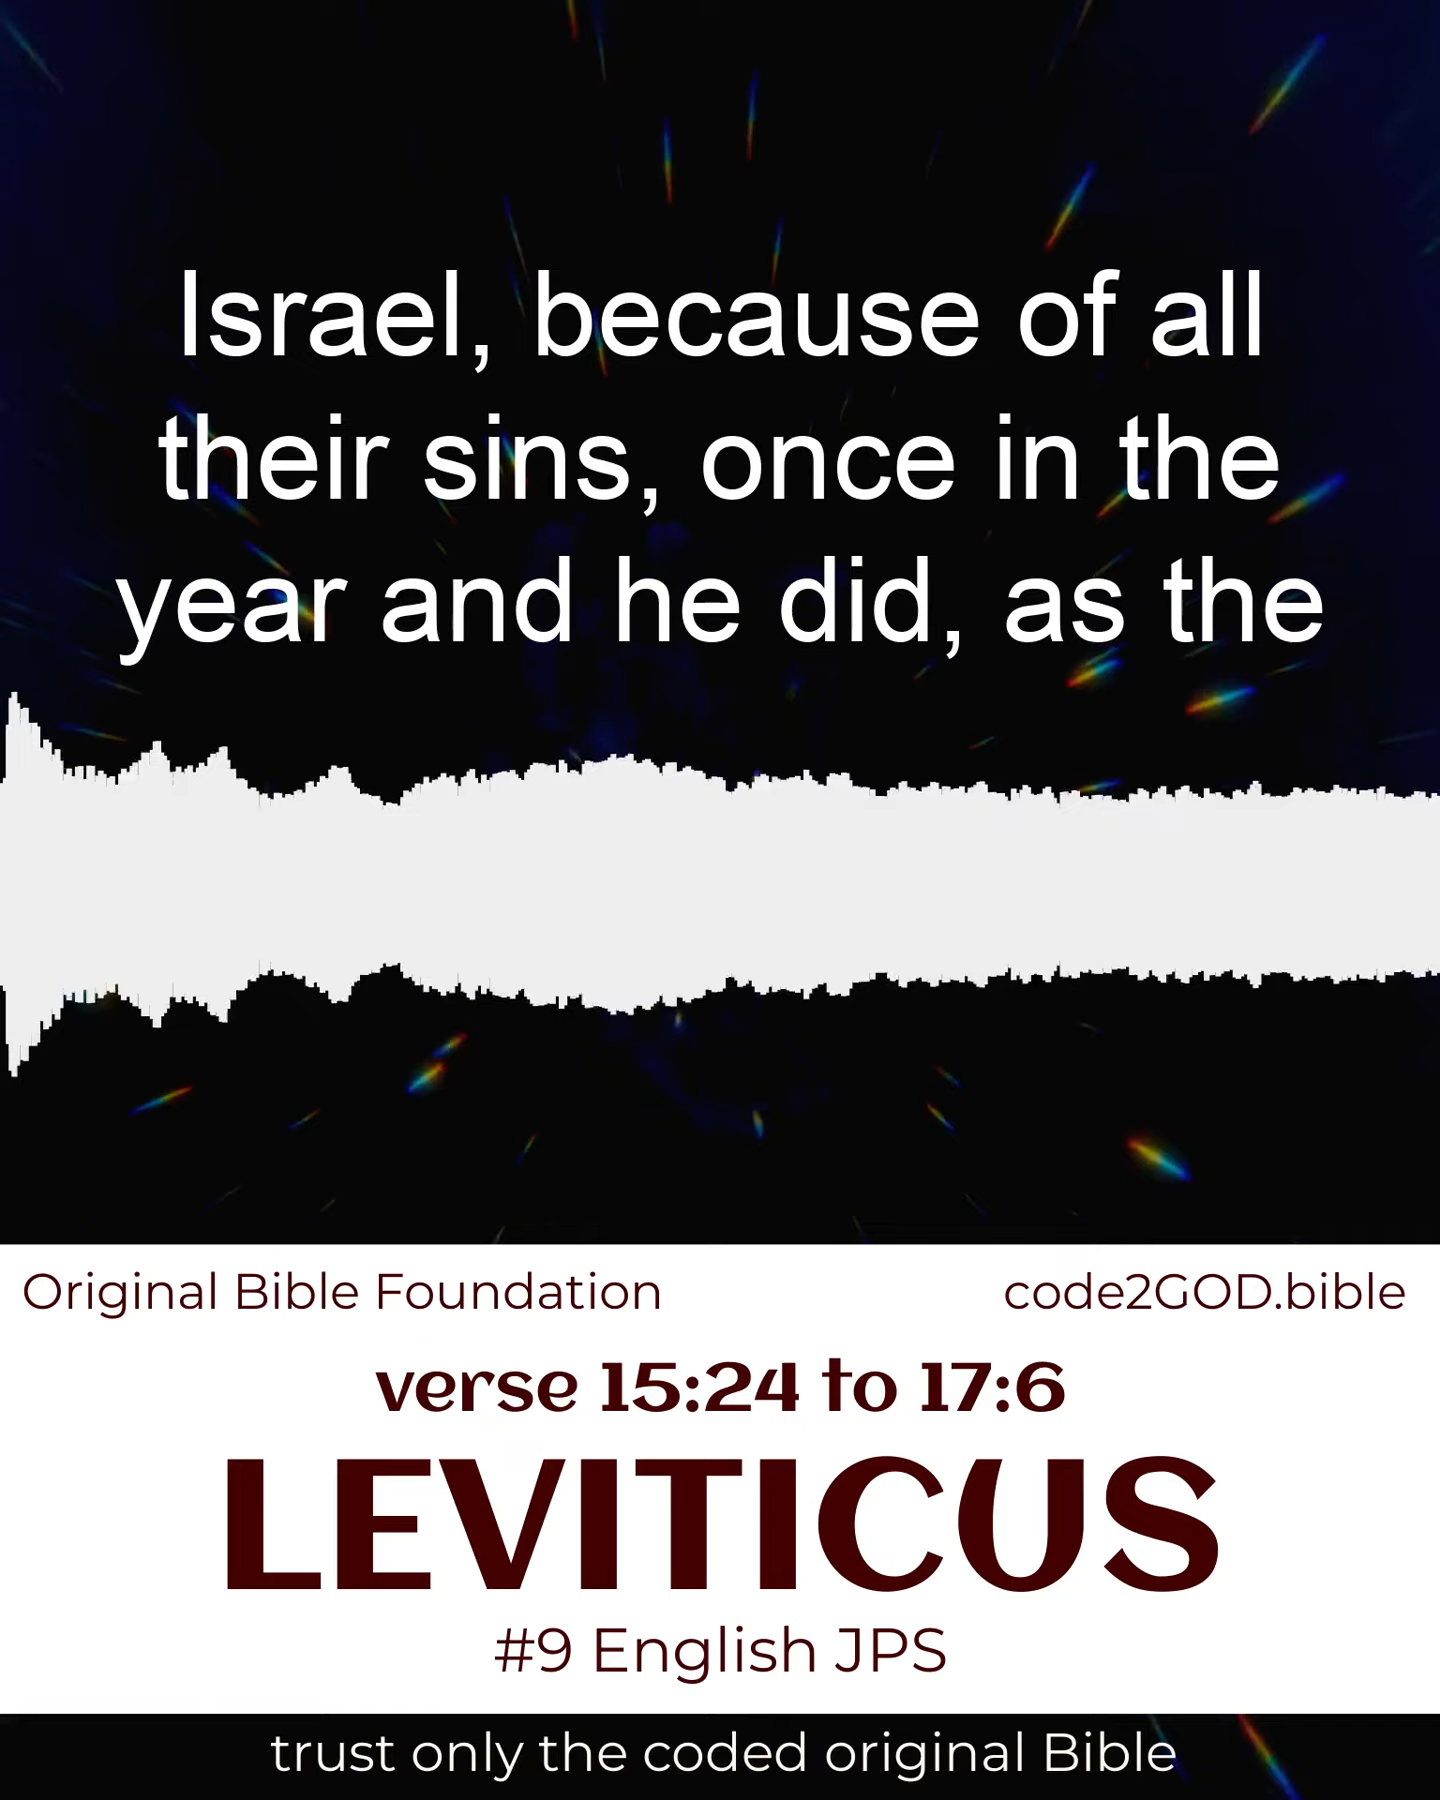 Israel, because of all
their sins, once in the
year and he did, as the
Original Bible Foundation
code2GOD.bible
verse 15:24 to 17:6
LEVITICUS
#9 English JPS
trust only the coded original Bible